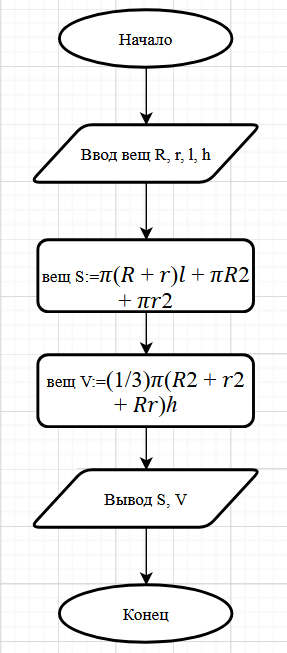 Начало
Ввод вещ R, r, l, h
вещ S:=π(R + r)l + πR2
+ πr2
вещ V:=(1/3)π(R2 + r2
+ Rr)h
Вывод S, V
Конец